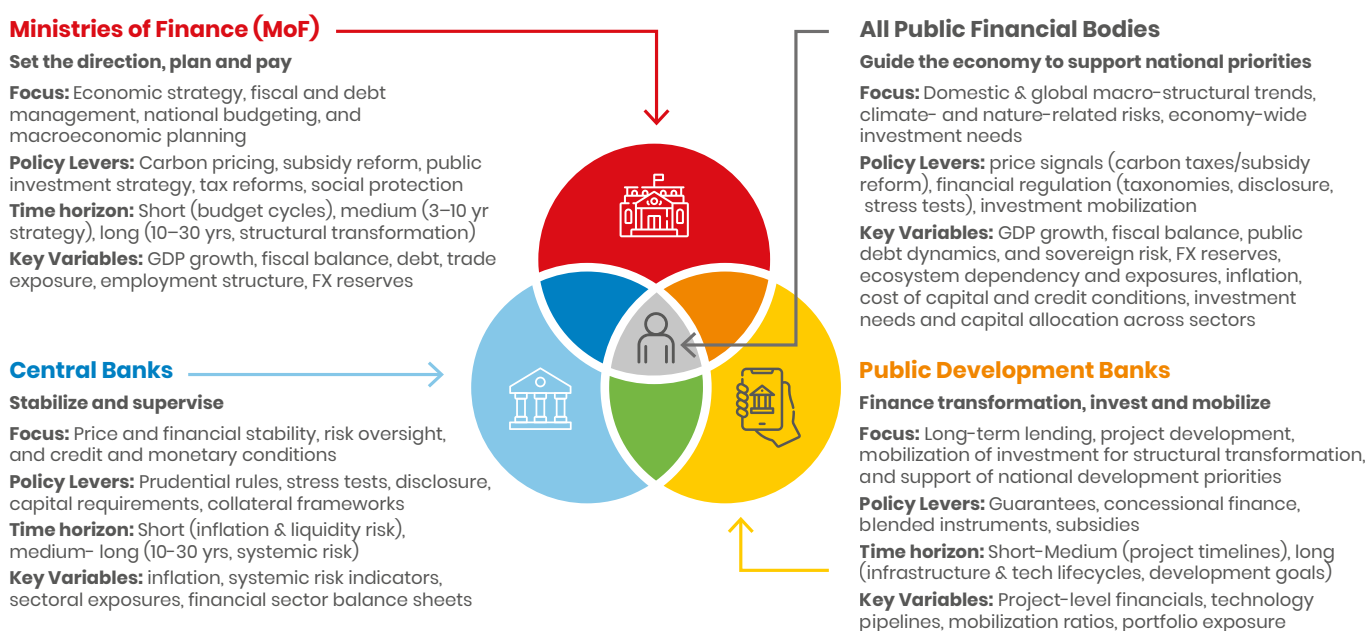 Ministries of Finance (MoF)
Set the direction, plan and pay
Focus: Economic strategy, fiscal and debt
management, national budgeting, and
macroeconomic planning
Policy Levers: Carbon pricing, subsidy reform, public
investment strategy, tax reforms, social protection
Time horizon: Short (budget cycles), medium (3–10 yr
strategy), long (10–30 yrs, structural transformation)
Key Variables: GDP growth, fiscal balance, debt, trade
exposure, employment structure, FX reserves
Central Banks
Stabilize and supervise
Focus: Price and financial stability, risk oversight,
and credit and monetary conditions
Policy Levers: Prudential rules, stress tests, disclosure,
capital requirements, collateral frameworks
Time horizon: Short (inflation & liquidity risk),
medium- long (10-30 yrs, systemic risk)
Key Variables: inflation, systemic risk indicators,
sectoral exposures, financial sector balance sheets
All Public Financial Bodies
Guide the economy to support national priorities
Focus: Domestic & global macro-structural trends,
climate- and nature-related risks, economy-wide
investment needs
Policy Levers: price signals (carbon taxes/subsidy
reform), financial regulation (taxonomies, disclosure,
stress tests), investment mobilization
Key Variables: GDP growth, fiscal balance, public
debt dynamics, and sovereign risk, FX reserves,
ecosystem dependency and exposures, inflation,
cost of capital and credit conditions, investment
needs and capital allocation across sectors
Public Development Banks
Finance transformation, invest and mobilize
Focus: Long-term lending, project development,
mobilization of investment for structural transformation,
and support of national development priorities
Policy Levers: Guarantees, concessional finance,
blended instruments, subsidies
Time horizon: Short-Medium (project timelines), long
(infrastructure & tech lifecycles, development goals)
Key Variables: Project-level financials, technology
pipelines, mobilization ratios, portfolio exposure